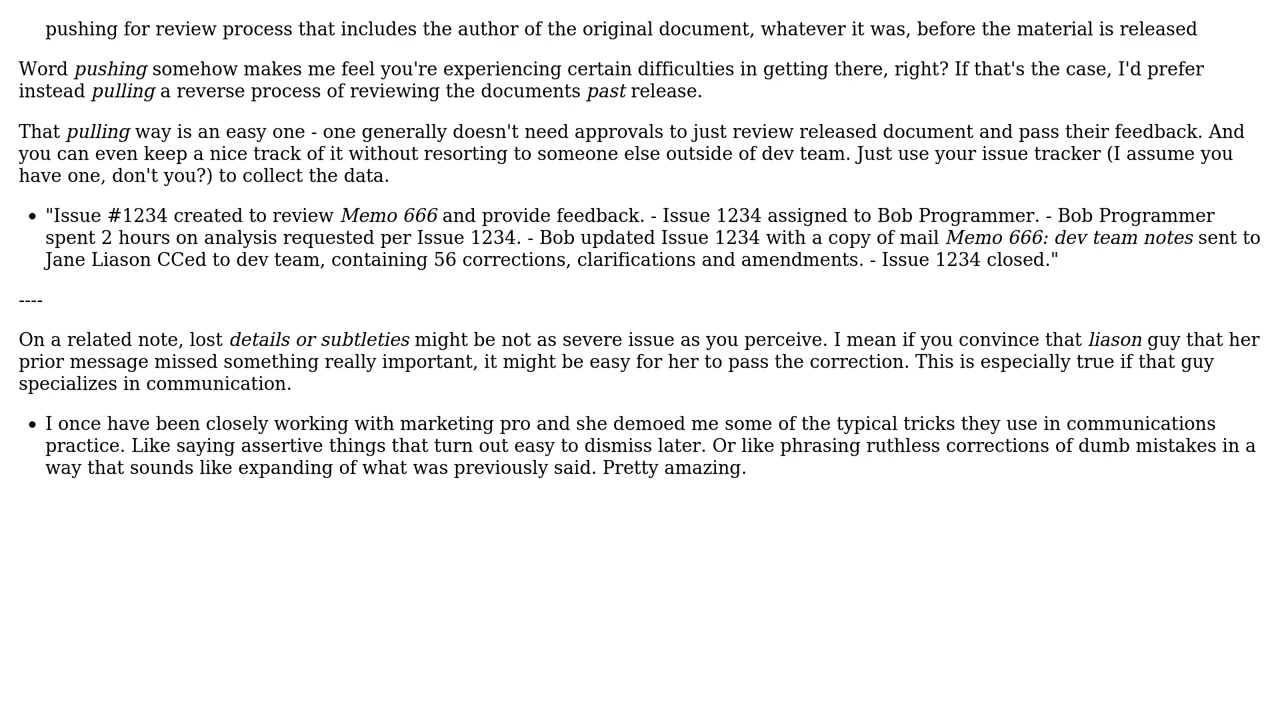 pushing for review process that includes the author of the original document, whatever it was, before the material is released
Word pushing somehow makes me feel you're experiencing certain difficulties in getting there, right? If that's the case, I'd prefer
instead pulling a reverse process of reviewing the documents past release.
That pulling way is an easy one - one generally doesn't need approvals to just review released document and pass their feedback. And
you can even keep a nice track of it without resorting to someone else outside of dev team. Just use your issue tracker (I assume you
have one, don't you?) to collect the data.
• "Issue #1234 created to review Memo 666 and provide feedback. - Issue 1234 assigned to Bob Programmer. - Bob Programmer
spent 2 hours on analysis requested per Issue 1234. - Bob updated Issue 1234 with a copy of mail Memo 666: dev team notes sent to
Jane Liason CCed to dev team, containing 56 corrections, clarifications and amendments. - Issue 1234 closed."
----
On a related note, lost details or subtleties might be not as severe issue as you perceive. I mean if you convince that liason guy that her
prior message missed something really important, it might be easy for her to pass the correction. This is especially true if that guy
specializes in communication.
• I once have been closely working with marketing pro and she demoed me some of the typical tricks they use in communications
practice. Like saying assertive things that turn out easy to dismiss later. Or like phrasing ruthless corrections of dumb mistakes in a
way that sounds like expanding of what was previously said. Pretty amazing.